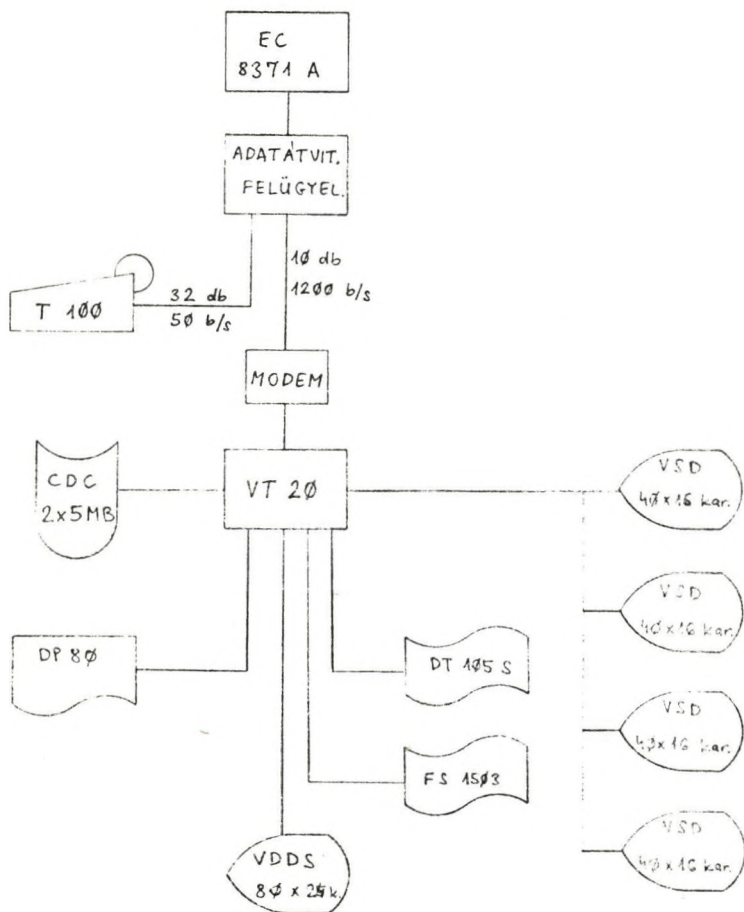 EC
8371 A
ADATÁTVIT.
FELÜGYEL.
10 db
1200 b/s
32 db
50 b/s
T 100
MODEM
CDC
2x5MB
VT 20
VSD
40x16 kar.
VSD
40x16 kar.
DP 80
DT 105 S
VSD
40x16 kar.
FS 1503
VDDS
80 x
VSD
40x16 kar.